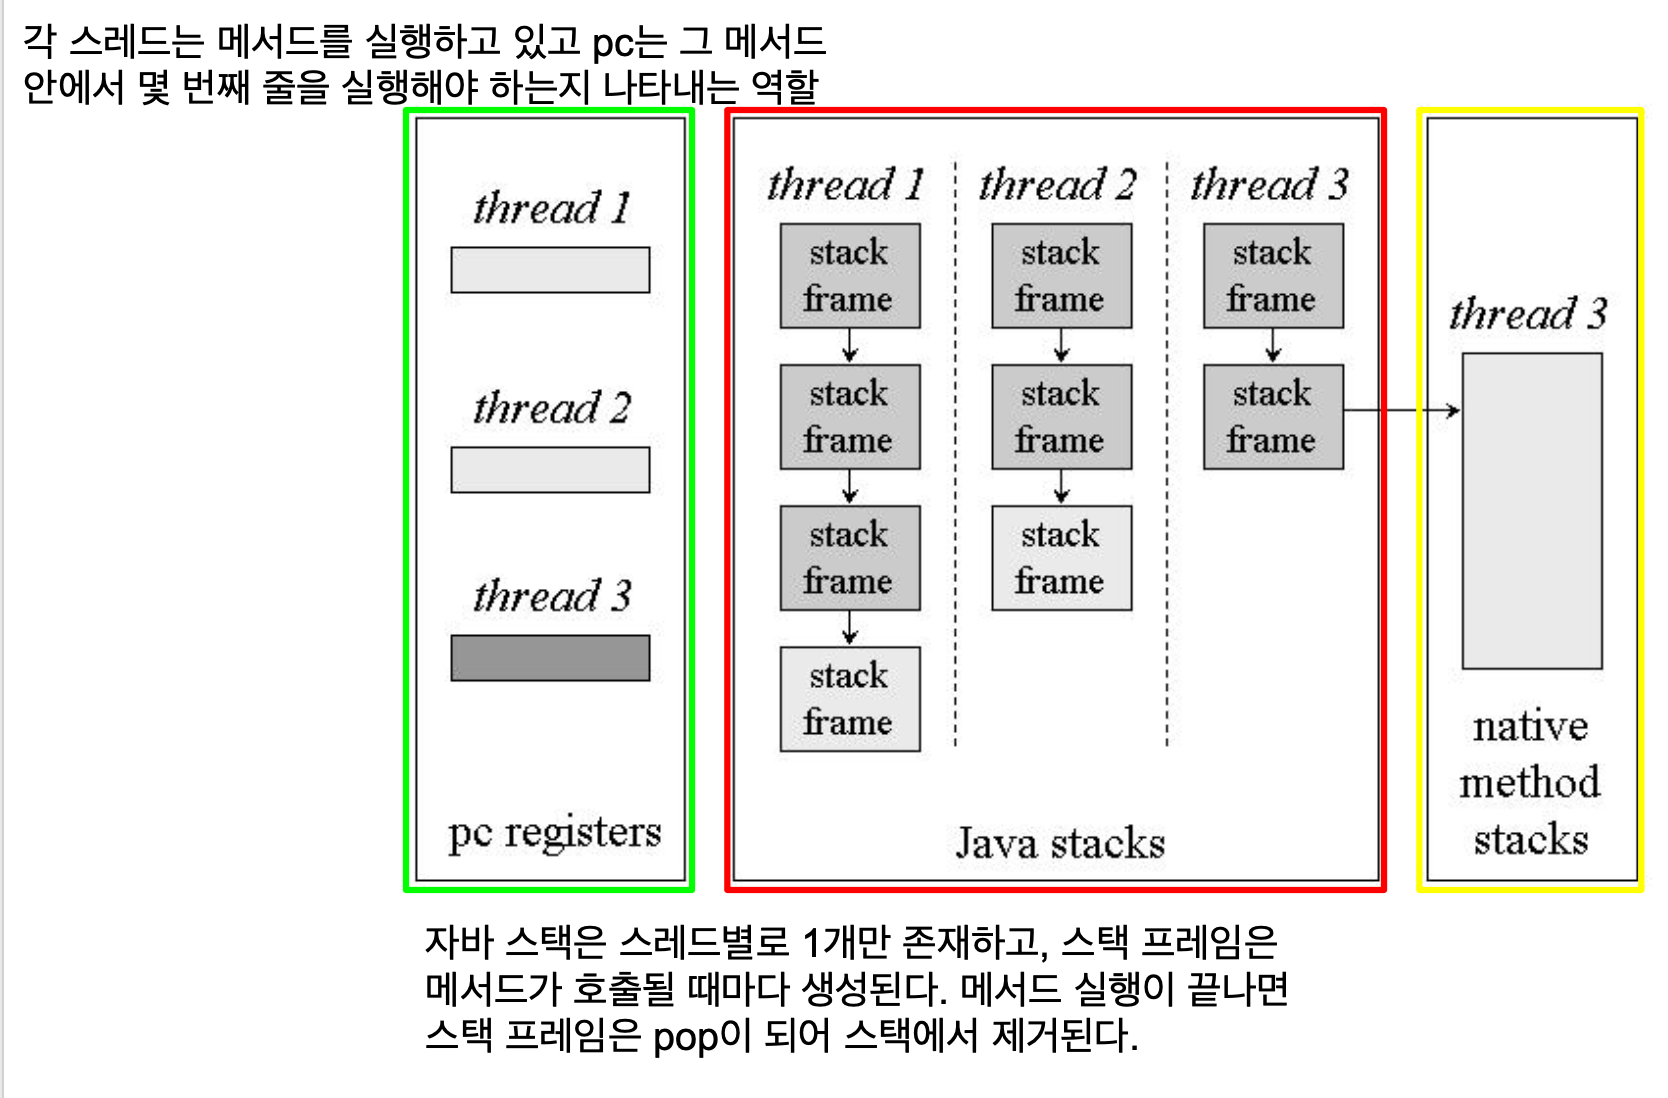 각 스레드는 메서드를 실행하고 있고 pc는 그 메서드
안에서 몇 번째 줄을 실행해야 하는지 나타내는 역할
thread 1
thread 2
thread 3
pc registers
thread 1
stack
frame
stack
frame
stack
frame
stack
frame
thread 2
stack
frame
stack
frame
stack
frame
thread 3
stack
frame
stack
frame
Java stacks
thread 3
native
method
stacks
자바 스택은 스레드별로 1개만 존재하고, 스택 프레임은
메서드가 호출될 때마다 생성된다. 메서드 실행이 끝나면
스택 프레임은 pop이 되어 스택에서 제거된다.